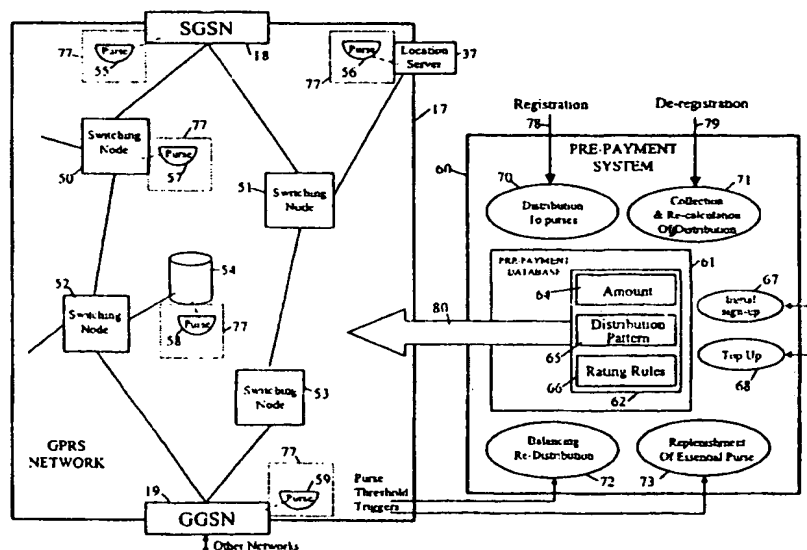 SGSN
18
77
Purse
55
Purse
56
77
Location
Server
37
17
Switching
Node
50
77
Purse
57
51
Switching
Node
52
Switching
Node
54
Purse
58
77
Switching
Node
53
GPRS
NETWORK
77
Purse
59
19
GGSN
Other Networks
Purse
Threshold
Triggers
Registration
78
De-registration
79
60
PRE-PAYMENT
SYSTEM
70
Distribution
To purses
71
Collection
& Re-calculation
Of Distribution
PRE-PAYMENT
DATABASE
61
64
Amount
80
65
Distribution
Pattern
66
Rating Rules
62
67
Initial
sign-up
Top Up
68
Balancing
Re-Distribution
72
Replenishment
Of Essential Purse
73